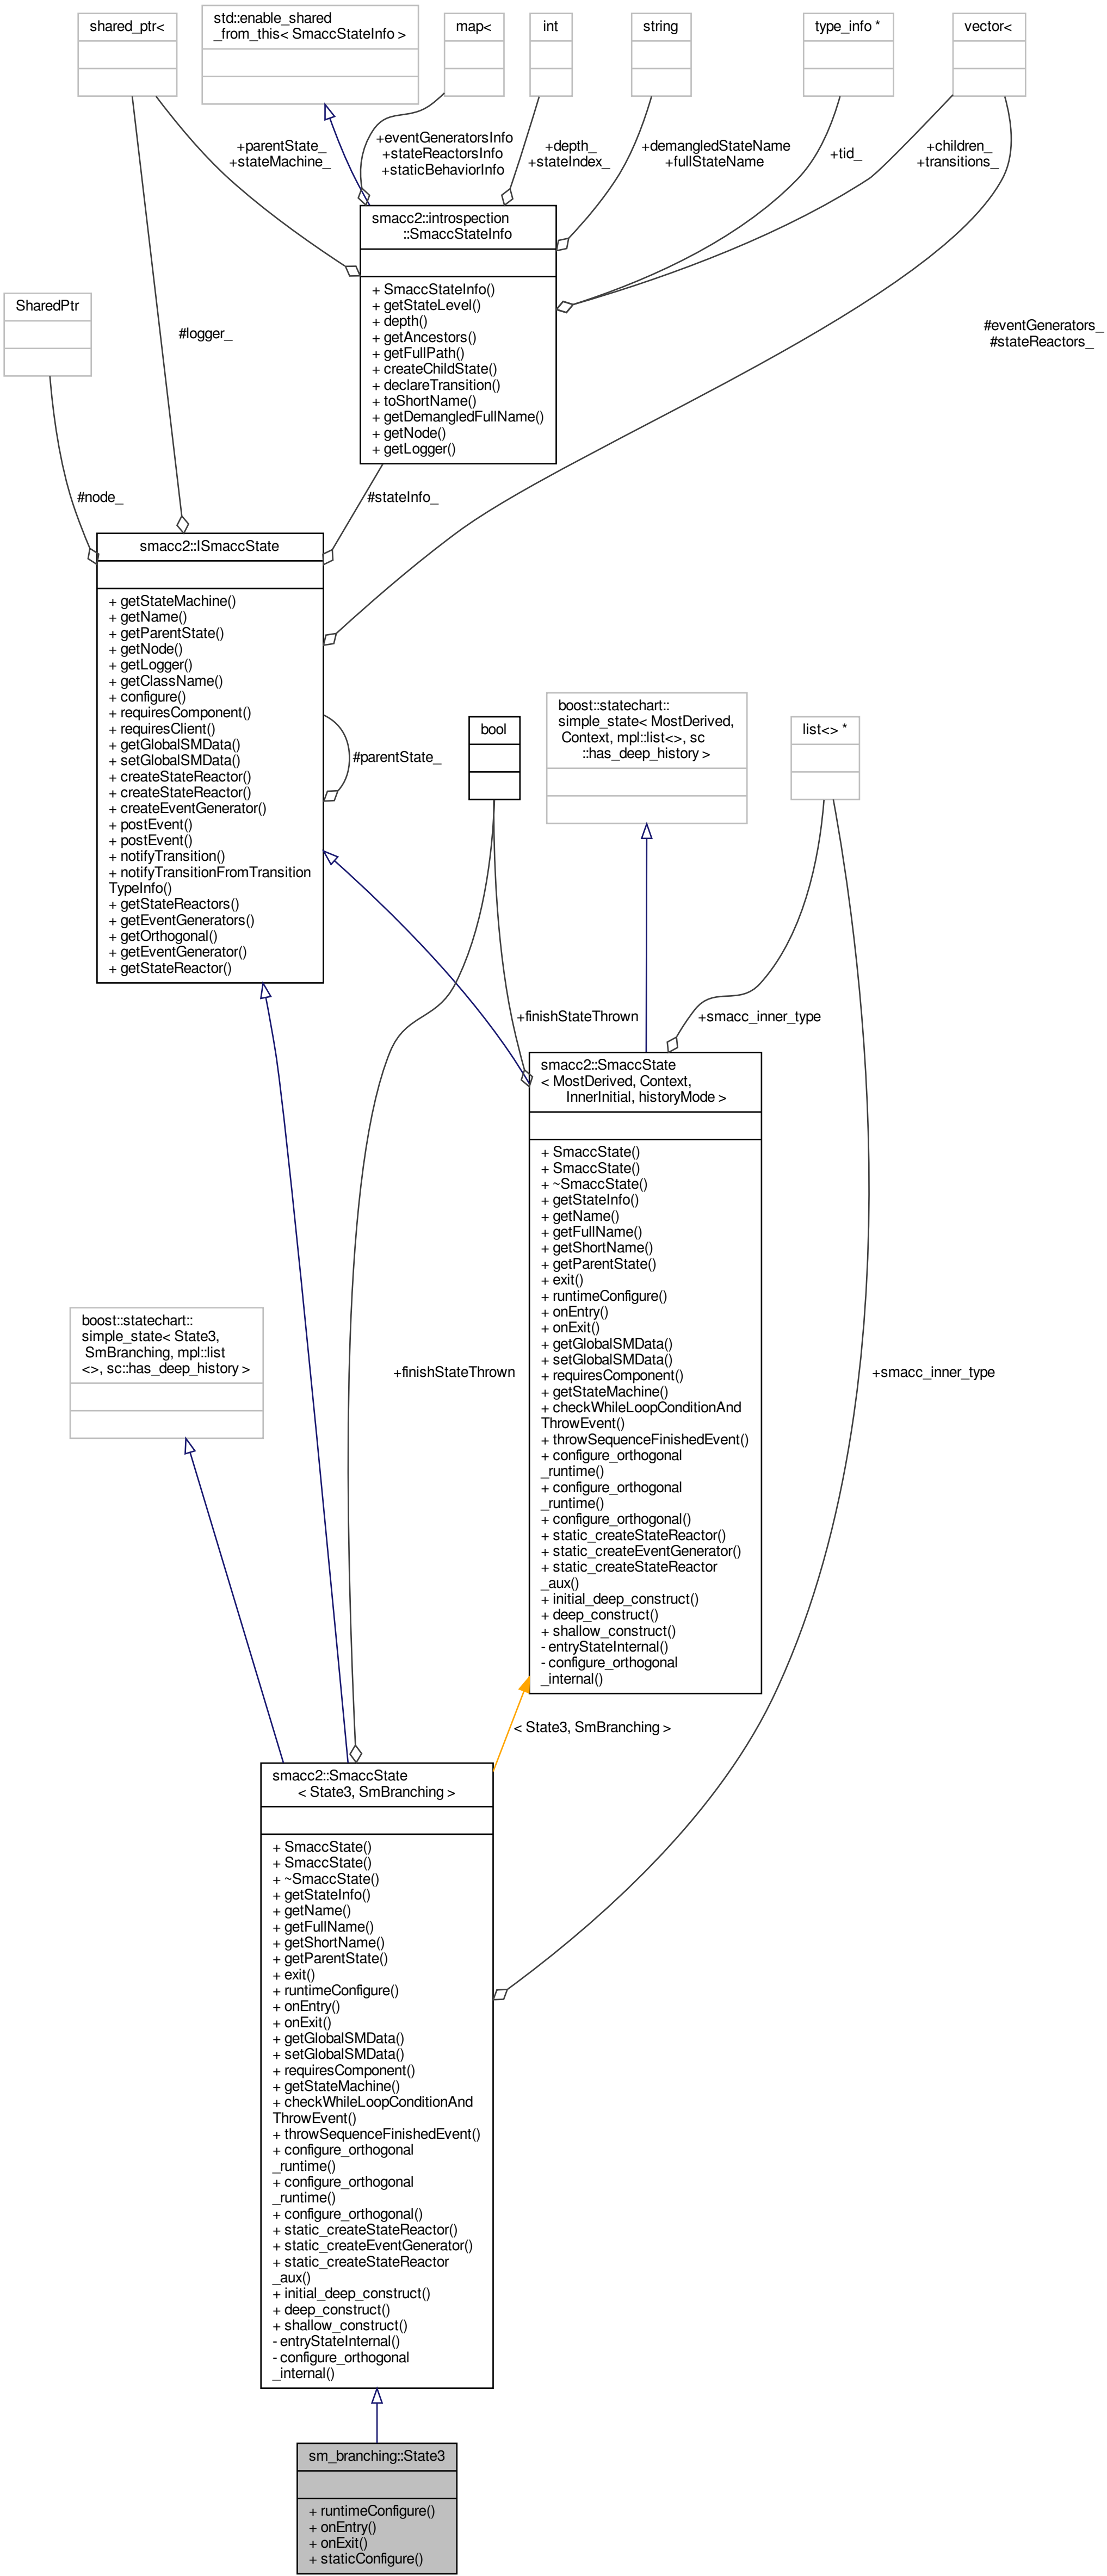 shared_ptr<
std::enable_shared
_from_this< SmaccStateInfo >
map<
int
string
type_info *
vector<
+parentState_
+stateMachine_
+eventGeneratorsInfo
+stateReactorsInfo
+staticBehaviorInfo
+depth_
+stateIndex_
+demangledStateName
+fullStateName
+tid_
+children_
+transitions_
smacc2::introspection
::SmaccStateInfo
+ SmaccStateInfo()
+ getStateLevel()
+ depth()
+ getAncestors()
+ getFullPath()
+ createChildState()
+ declareTransition()
+ toShortName()
+ getDemangledFullName()
+ getNode()
+ getLogger()
SharedPtr
#logger_
#eventGenerators_
#stateReactors_
#node_
#stateInfo_
smacc2::ISmaccState
+ getStateMachine()
+ getName()
+ getParentState()
+ getNode()
+ getLogger()
+ getClassName()
+ configure()
+ requiresComponent()
+ requiresClient()
+ getGlobalSMData()
+ setGlobalSMData()
+ createStateReactor()
+ createStateReactor()
+ createEventGenerator()
+ postEvent()
+ postEvent()
+ notifyTransition()
+ notifyTransitionFromTransition
TypeInfo()
+ getStateReactors()
+ getEventGenerators()
+ getOrthogonal()
+ getEventGenerator()
+ getStateReactor()
#parentState_
bool
boost::statechart::
simple_state< MostDerived,
Context, mpl::list<>, sc
::has_deep_history >
list<> *
+finishStateThrown
+smacc_inner_type
smacc2::SmaccState
< MostDerived, Context,
InnerInitial, historyMode >
+ SmaccState()
+ SmaccState()
+ ~SmaccState()
+ getStateInfo()
+ getName()
+ getFullName()
+ getShortName()
+ getParentState()
+ exit()
+ runtimeConfigure()
+ onEntry()
+ onExit()
+ getGlobalSMData()
+ setGlobalSMData()
+ requiresComponent()
+ getStateMachine()
+ checkWhileLoopConditionAnd
ThrowEvent()
+ throwSequenceFinishedEvent()
+ configure_orthogonal
_runtime()
+ configure_orthogonal
_runtime()
+ configure_orthogonal()
+ static_createStateReactor()
+ static_createEventGenerator()
+ static_createStateReactor
_aux()
+ initial_deep_construct()
+ deep_construct()
+ shallow_construct()
- entryStateInternal()
- configure_orthogonal
_internal()
boost::statechart::
simple_state< State3,
SmBranching, mpl::list
<>, sc::has_deep_history >
+finishStateThrown
+smacc_inner_type
< State3, SmBranching >
smacc2::SmaccState
< State3, SmBranching >
+ SmaccState()
+ SmaccState()
+ ~SmaccState()
+ getStateInfo()
+ getName()
+ getFullName()
+ getShortName()
+ getParentState()
+ exit()
+ runtimeConfigure()
+ onEntry()
+ onExit()
+ getGlobalSMData()
+ setGlobalSMData()
+ requiresComponent()
+ getStateMachine()
+ checkWhileLoopConditionAnd
ThrowEvent()
+ throwSequenceFinishedEvent()
+ configure_orthogonal
_runtime()
+ configure_orthogonal
_runtime()
+ configure_orthogonal()
+ static_createStateReactor()
+ static_createEventGenerator()
+ static_createStateReactor
_aux()
+ initial_deep_construct()
+ deep_construct()
+ shallow_construct()
- entryStateInternal()
- configure_orthogonal
_internal()
sm_branching::State3
+ runtimeConfigure()
+ onEntry()
+ onExit()
+ staticConfigure()